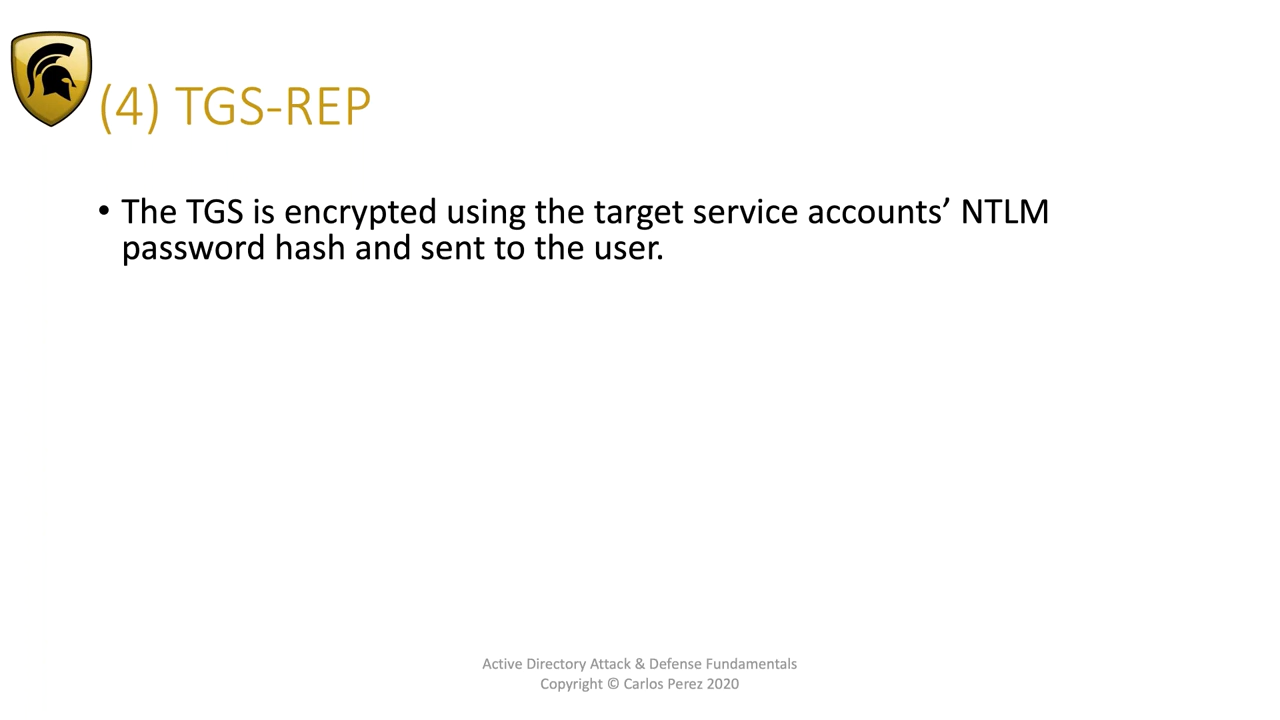 (4) TGS-REP
• The TGS is encrypted using the target service accounts’ NTLM
password hash and sent to the user.
Active Directory Attack & Defense Fundamentals
Copyright © Carlos Perez 2020